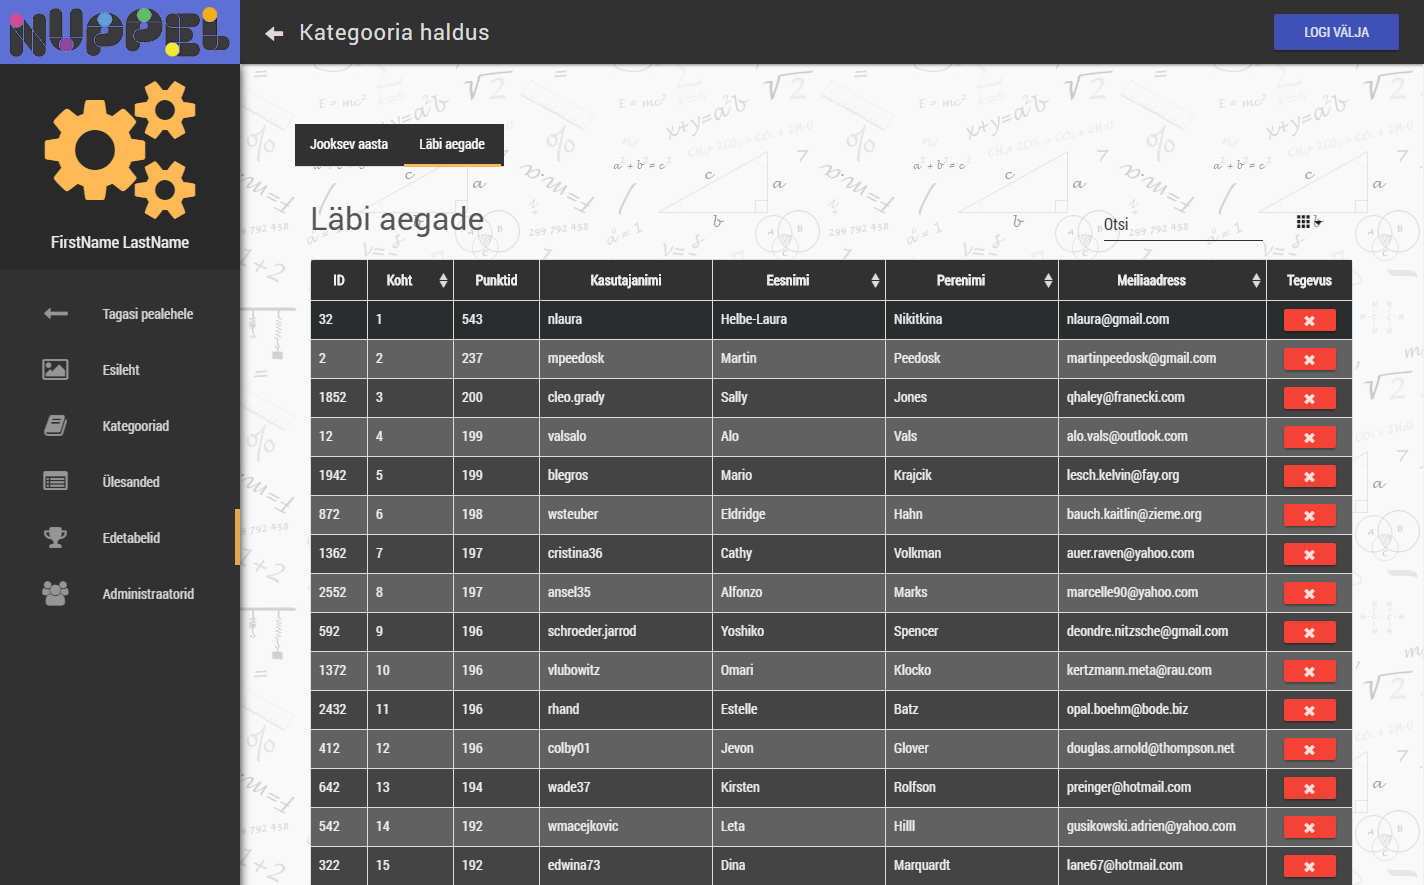 NUPPEL
Kategooria haldus
LOGI VÄLJA
FirstName LastName
Tagasi pealehele
Esileht
Kategooriad
Ülesanded
Edetabelid
Administraatorid
Jooksev aasta Läbi aegade
Läbi aegade
Otsi
ID Koht Punktid Kasutajanimi Eesnimi Perenimi Meiliaadress Tegevus
32 1 543 nlaura Helbe-Laura Nikitkina nlaura@gmail.com
2 2 237 mpeedosk Martin Peedosk martinpeedosk@gmail.com
1852 3 200 cleo.grady Sally Jones qhaley@franecki.com
12 4 199 valsalo Alo Vals alo.vals@outlook.com
1942 5 199 blegros Mario Krajcik lesch.kelvin@fay.org
872 6 198 wsteuber Eldridge Hahn bauch.kaitlin@zieme.org
1362 7 197 cristina36 Cathy Volkman auer.raven@yahoo.com
2552 8 197 ansel35 Alfonzo Marks marcelle90@yahoo.com
592 9 196 schroeder.jarrod Yoshiko Spencer deondre.nitzsche@gmail.com
1372 10 196 vlubowitz Omari Klocko kertzmann.meta@rau.com
2432 11 196 rhand Estelle Batz opal.boehm@bode.biz
412 12 196 colby01 Jevon Glover douglas.arnold@thompson.net
642 13 194 wade37 Kirsten Rolfson preinger@hotmail.com
542 14 192 wmacejkovic Leta Hilll gusikowski.adrien@yahoo.com
322 15 192 edwina73 Dina Marquardt lane67@hotmail.com